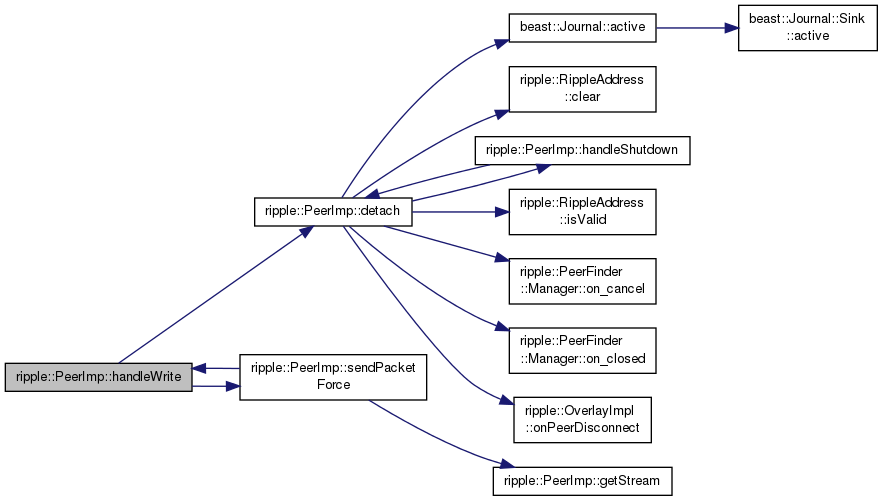 beast::Journal::active
beast::Journal::Sink
::active
ripple::RippleAddress
::clear
ripple::PeerImp::handleShutdown
ripple::PeerImp::detach
ripple::RippleAddress
::isValid
ripple::PeerFinder
::Manager::on_cancel
ripple::PeerFinder
::Manager::on_closed
ripple::PeerImp::handleWrite
ripple::PeerImp::sendPacket
Force
ripple::OverlayImpl
::onPeerDisconnect
ripple::PeerImp::getStream